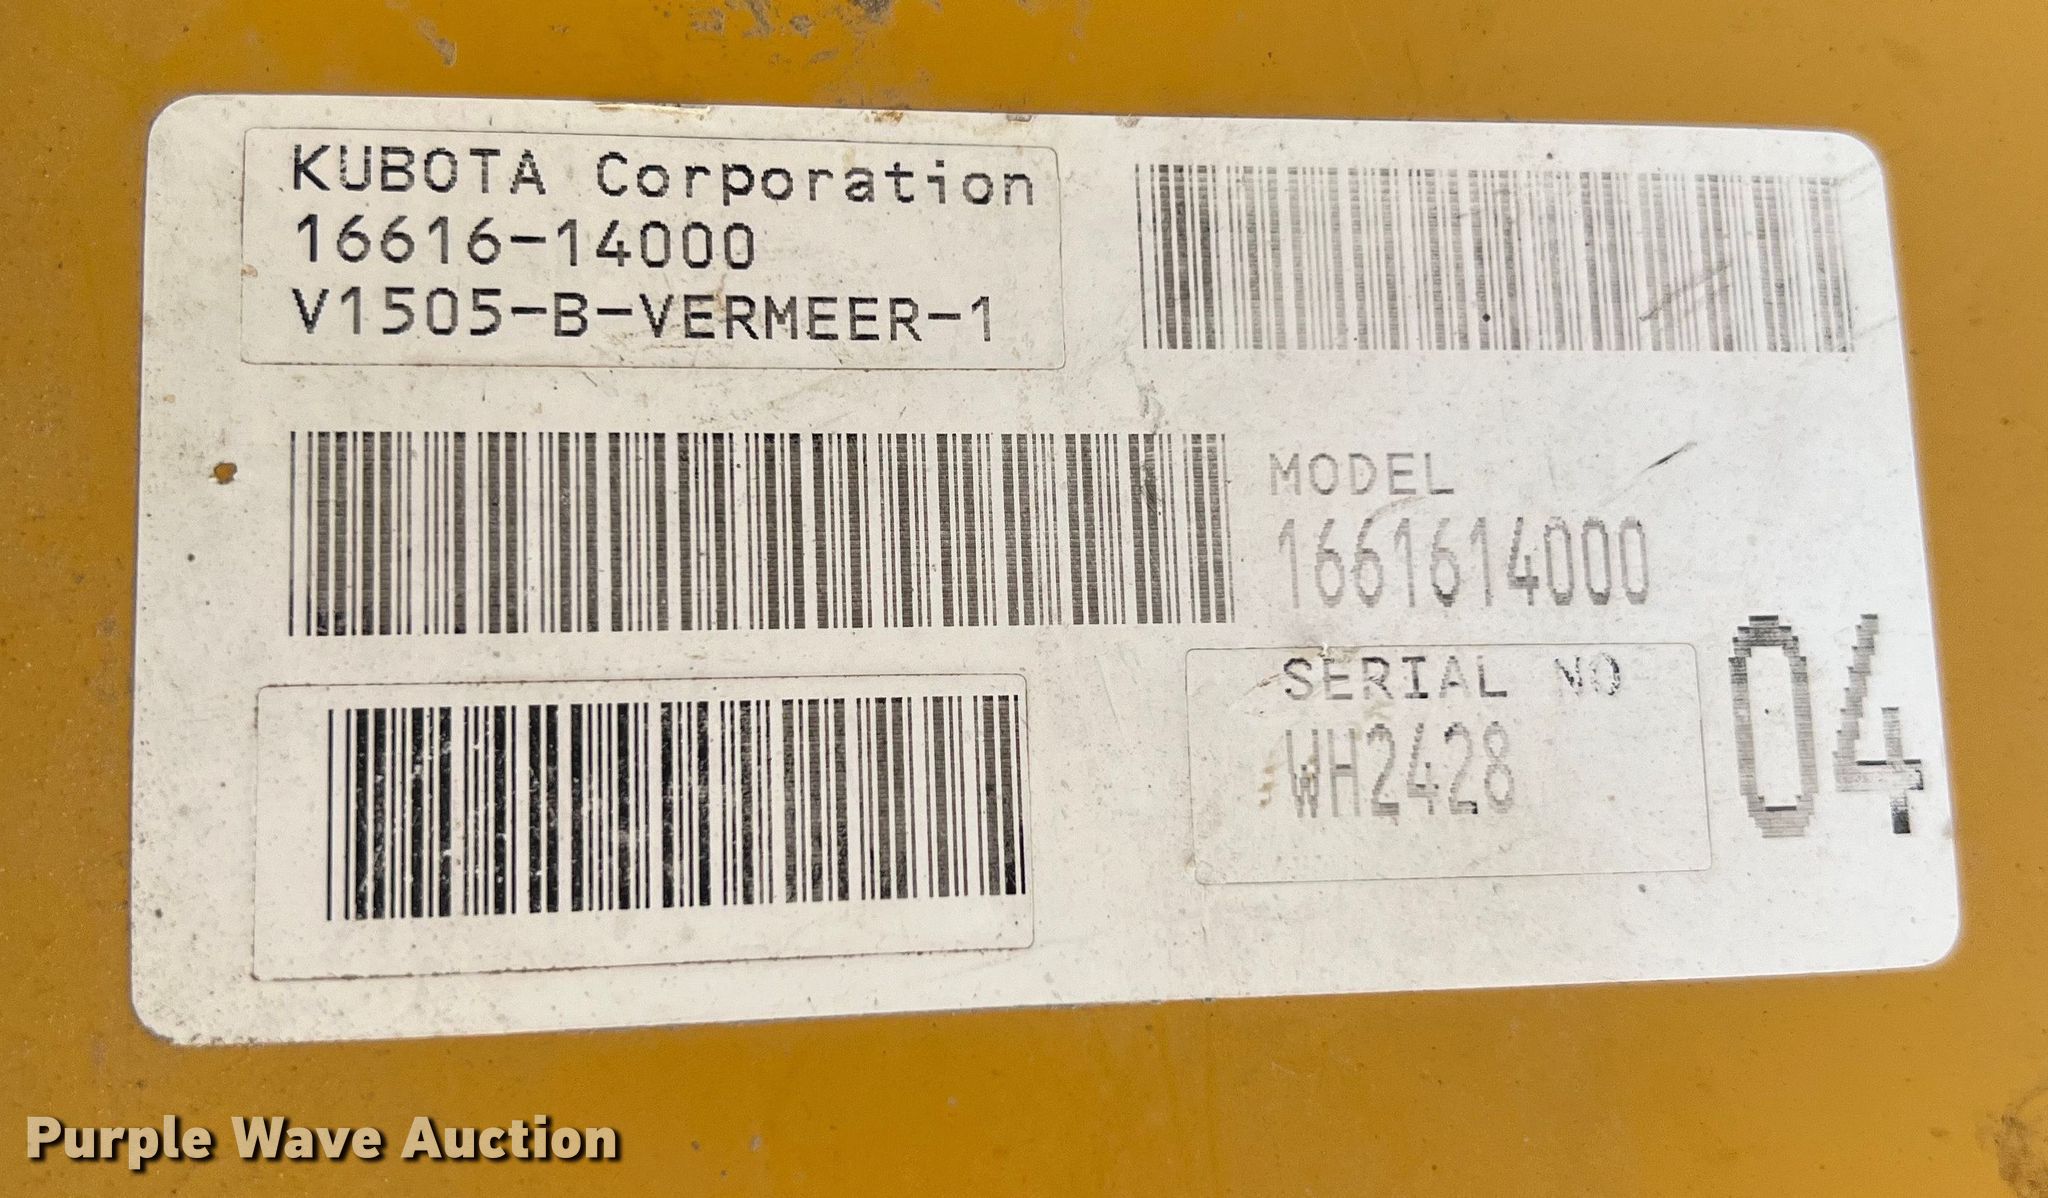 KUBOTA Corporation
16616-14000
V1505-B-VERMEER-1
MODEL
1661614000
SERIAL NO
WH2428
04
Purple Wave Auction